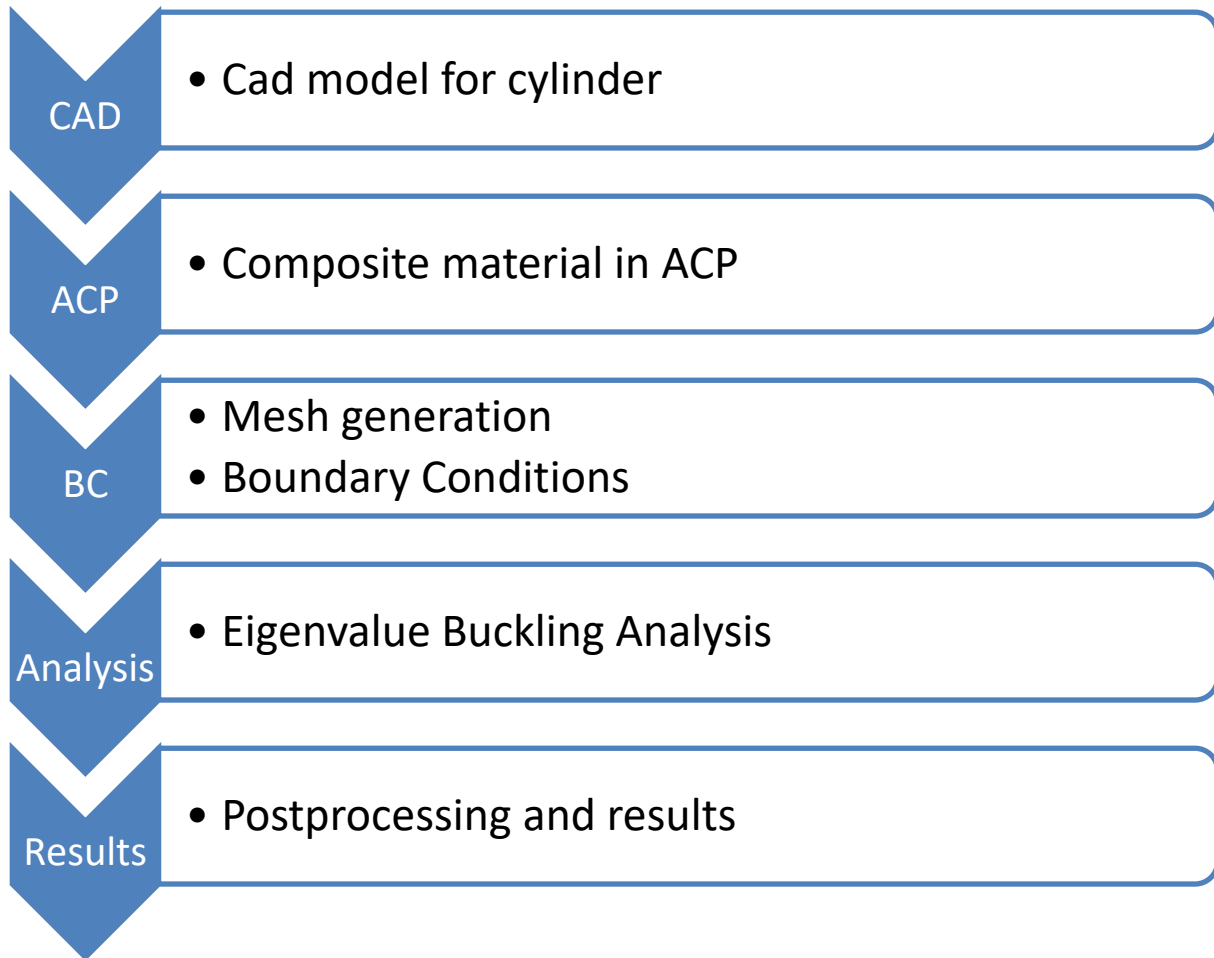 CAD
• Cad model for cylinder
ACP
• Composite material in ACP
BC
• Mesh generation
• Boundary Conditions
Analysis
• Eigenvalue Buckling Analysis
Results
• Postprocessing and results